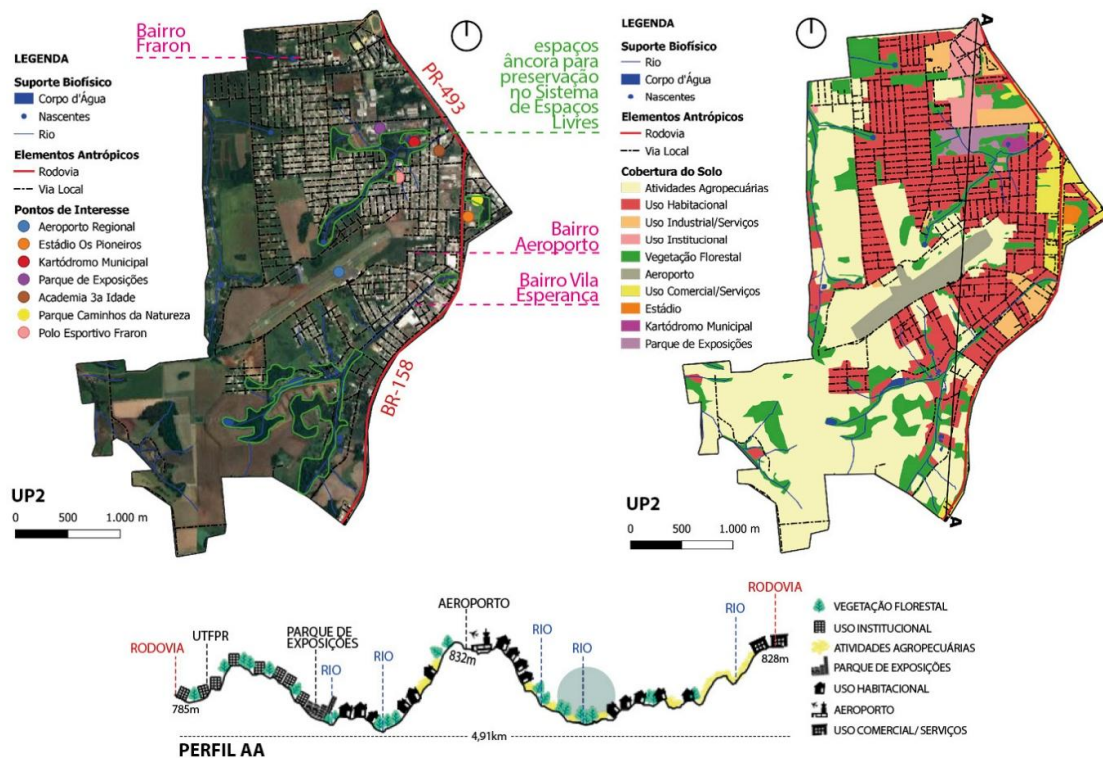 Bairro
Fraron
LEGENDA
Suporte Biofísico
Corpo d'Água
Nascentes
Rio
Elementos Antrópicos
Rodovia
Via Local
Pontos de Interesse
Aeroporto Regional
Estádio Os Pioneiros
Kartódromo Municipal
Parque de Exposições
Academia 3a Idade
Parque Caminhos da Natureza
Polo Esportivo Fraron
PR-493
BR-158
espaços
âncora para
preservação
no Sistema
de Espaços
Livres
Bairro
Aeroporto
Bairro Vila
Esperança
UP2
0 500 1.000 m
LEGENDA
Suporte Biofísico
Rio
Corpo d'Água
Nascentes
Elementos Antrópicos
Rodovia
Via Local
Cobertura do Solo
Atividades Agropecuárias
Uso Habitacional
Uso Industrial/Serviços
Uso Institucional
Vegetação Florestal
Aeroporto
Uso Comercial/Serviços
Estádio
Kartódromo Municipal
Parque de Exposições
A
A
UP2
0 500 1.000 m
RODOVIA
785m
UTFPR
PARQUE DE
EXPOSIÇÕES
RIO
RIO
AEROPORTO
832m
RIO
RIO
RIO
RODOVIA
828m
4,91km
PERFIL AA
VEGETAÇÃO FLORESTAL
USO INSTITUCIONAL
ATIVIDADES AGROPECUÁRIAS
PARQUE DE EXPOSIÇÕES
USO HABITACIONAL
AEROPORTO
USO COMERCIAL/ SERVIÇOS